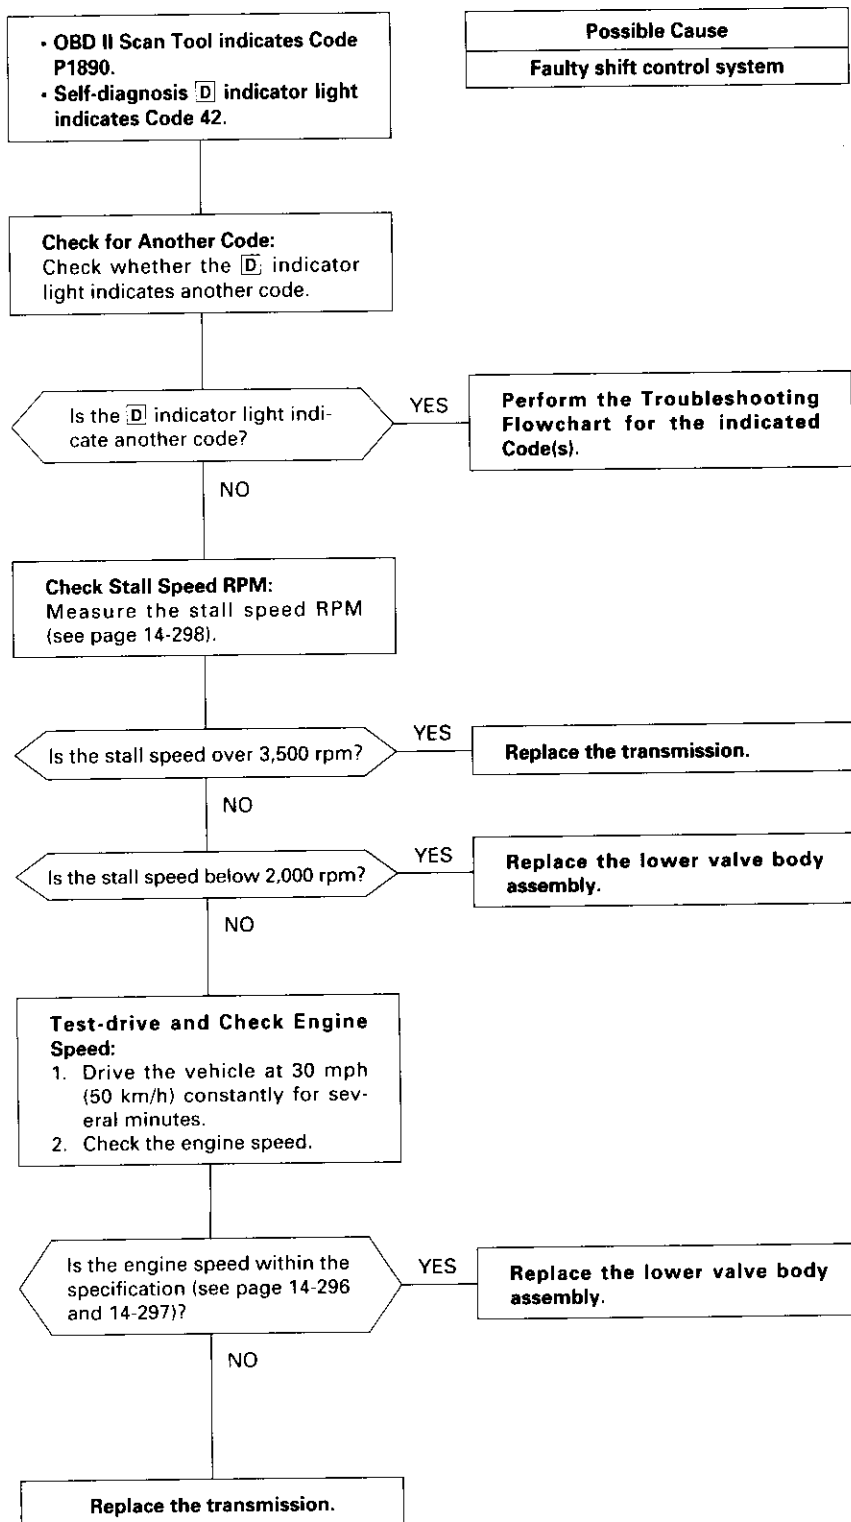 • OBD II Scan Tool indicates Code
P1890.
• Self-diagnosis D indicator light
indicates Code 42.
Possible Cause
Faulty shift control system
Check for Another Code:
Check whether the D indicator
light indicates another code.
Is the D indicator light indi-
cate another code?
YES
Perform the Troubleshooting
Flowchart for the indicated
Code(s).
NO
Check Stall Speed RPM:
Measure the stall speed RPM
(see page 14-298).
Is the stall speed over 3,500 rpm?
YES
Replace the transmission.
NO
Is the stall speed below 2,000 rpm?
YES
Replace the lower valve body
assembly.
NO
Test-drive and Check Engine
Speed:
1. Drive the vehicle at 30 mph
(50 km/h) constantly for sev-
eral minutes.
2. Check the engine speed.
Is the engine speed within the
specification (see page 14-296
and 14-297)?
YES
Replace the lower valve body
assembly.
NO
Replace the transmission.